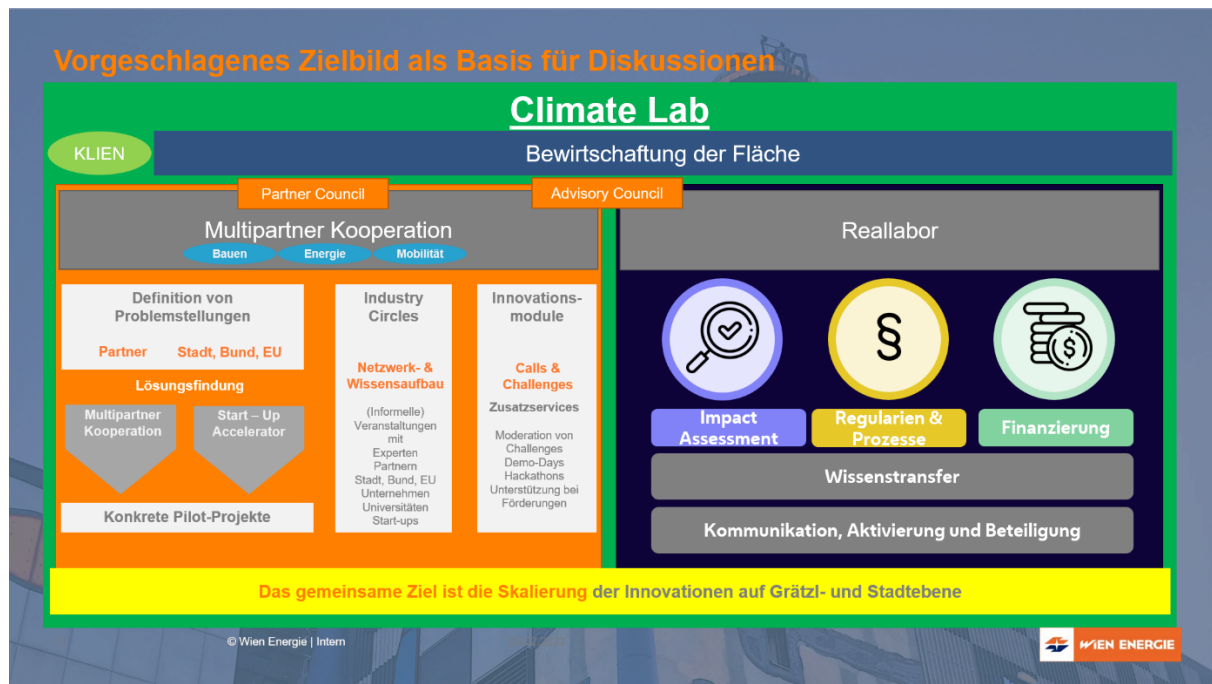 Vorgeschlagenes Zielbild als Basis für Diskussionen
Climate Lab
KLIEN
Bewirtschaftung der Fläche
Partner Council
Advisory Council
Multipartner Kooperation
Bauen
Energie
Mobilität
Definition von
Problemstellungen
Partner
Stadt, Bund, EU
Lösungsfindung
Multipartner
Kooperation
Start – Up
Accelerator
Konkrete Pilot-Projekte
Industry
Circles
Netzwerk- &
Wissensaufbau
(Informelle)
Veranstaltungen
mit
Experten
Partnern
Stadt, Bund, EU
Unternehmen
Universitäten
Start-ups
Innovations-
module
Calls &
Challenges
Zusatzservices
Moderation von
Challenges
Demo-Days
Hackathons
Unterstützung bei
Förderungen
Reallabor
§
$
Impact
Assessment
Regularien &
Prozesse
Finanzierung
Wissenstransfer
Kommunikation, Aktivierung und Beteiligung
Das gemeinsame Ziel ist die Skalierung der Innovationen auf Grätzl- und Stadtebene
© Wien Energie | Intern
WIEN ENERGIE